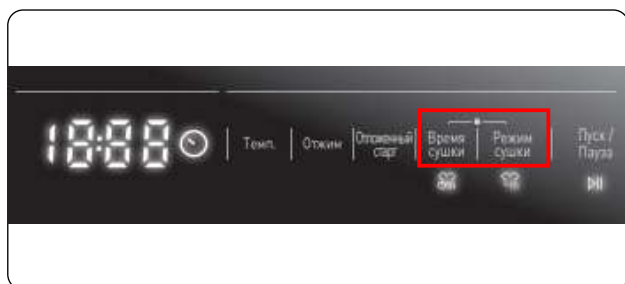 18:88
Темп.
Отжим
Отложенный
старт
Время
сушки
Режим
сушки
Пуск /
Пауза